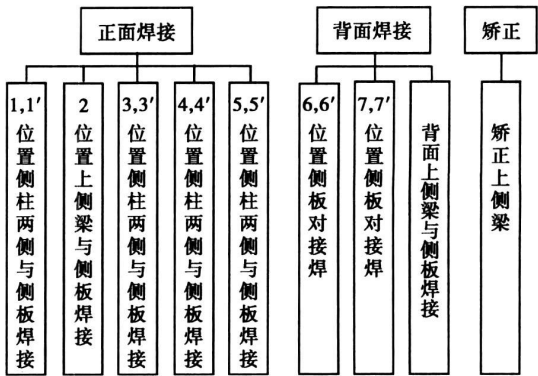 正面焊接
背面焊接
矫正
1,1′位置侧柱两侧与侧板焊接
2位置上侧梁与侧板焊接
3,3′位置侧柱两侧与侧板焊接
4,4′位置侧柱两侧与侧板焊接
5,5′位置侧柱两侧与侧板焊接
6,6′位置侧板对接焊
7,7′位置侧板对接焊
背面上侧梁与侧板焊接
矫正上侧梁